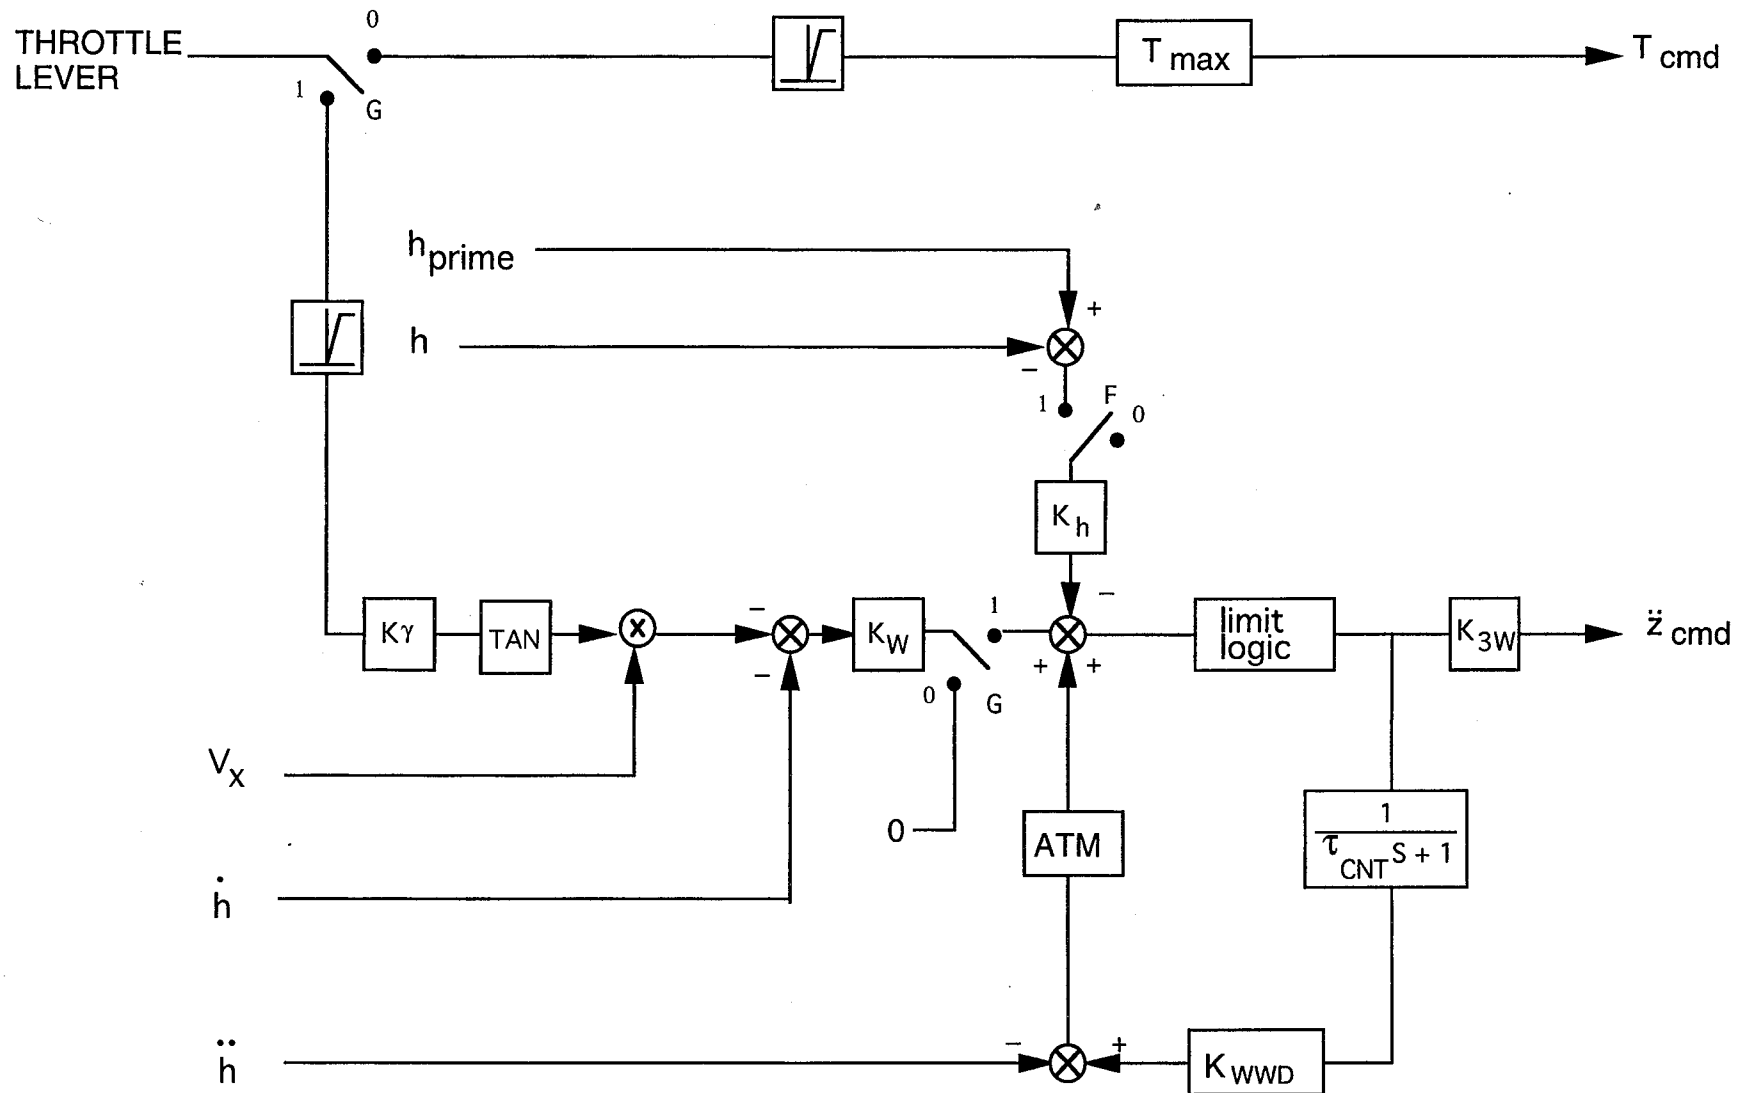 THROTTLE
LEVER
0
1
G
T max
T cmd
h prime
+
h
−
1
F
0
K h
−
Kγ
TAN
x
−
−
K W
1
0
G
0
+
+
limit
logic
K 3W
z̈ cmd
V x
ḣ
ATM
1
τ CNT S + 1
ḧ
−
+
K WWD